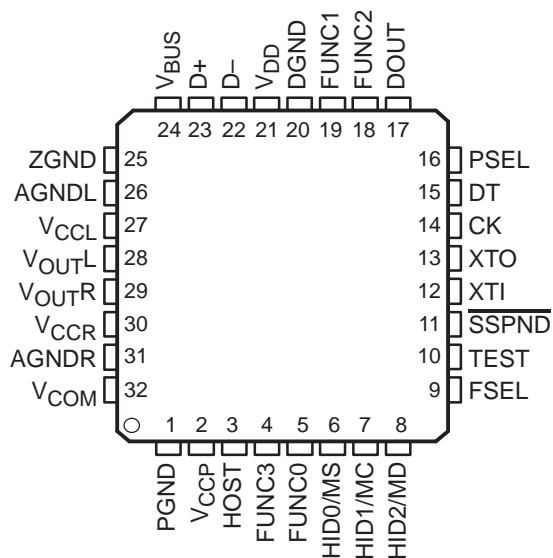 VBUS
D+
D–
VDD
DGND
FUNC1
FUNC2
DOUT
24 23 22 21 20 19 18 17
ZGND 25
AGNDL 26
VCCL 27
VOUTL 28
VOUTR 29
VCCR 30
AGNDR 31
VCOM 32
16 PSEL
15 DT
14 CK
13 XTO
12 XTI
11 SSPND
10 TEST
9 FSEL
1 2 3 4 5 6 7 8
PGND
VCCP
HOST
FUNC3
FUNC0
HID0/MS
HID1/MC
HID2/MD